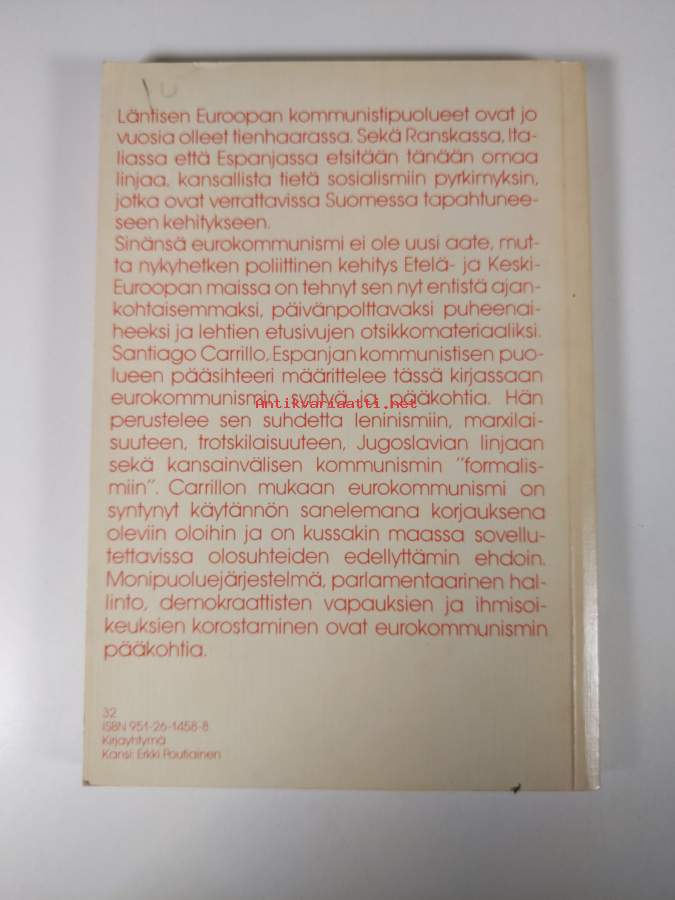 Läntisen Euroopan kommunistipuolueet ovat jo
vuosia olleet tienhaarassa. Sekä Ranskassa, Ita-
liassa että Espanjassa etsitään tänään omaa
linjaa, kansallista tietä sosialismiin pyrkimyksin,
jotka ovat verrattavissa Suomessa tapahtunee-
seen kehitykseen.
Sinänsä eurokommunismi ei ole uusi aate, mut-
ta nykyhetken poliittinen kehitys Etelä- ja Keski-
Euroopan maissa on tehnyt sen nyt entistä ajan-
kohtaisemmaksi, päivänpolttavaksi puheenai-
heeksi ja lehtien etusivujen otsikkomateriaaliksi.
Santiago Carrillo, Espanjan kommunistisen puo-
lueen pääsihteeri määrittelee tässä kirjassaan
eurokommunismin syntyä ja pääkohtia. Hän
Antikvariaatti.net
perustelee sen suhdetta leninismiin, marxilai-
suuteen, trotskilaisuuteen, Jugoslavian linjaan
sekä kansainvälisen kommunismin "formalis-
miin". Carrillon mukaan eurokommunismi on
syntynyt käytännön sanelemana korjauksena
oleviin oloihin ja on kussakin maassa sovellu-
tettavissa olosuhteiden edellyttämin ehdoin.
Monipuoluejärjestelmä, parlamentaarinen hal-
linto, demokraattisten vapauksien ja ihmisoi-
keuksien korostaminen ovat eurokommunismin
pääkohtia.
32
ISBN 951-26-1458-8
Kirjayhtymä
Kansi: Erkki Poutiainen